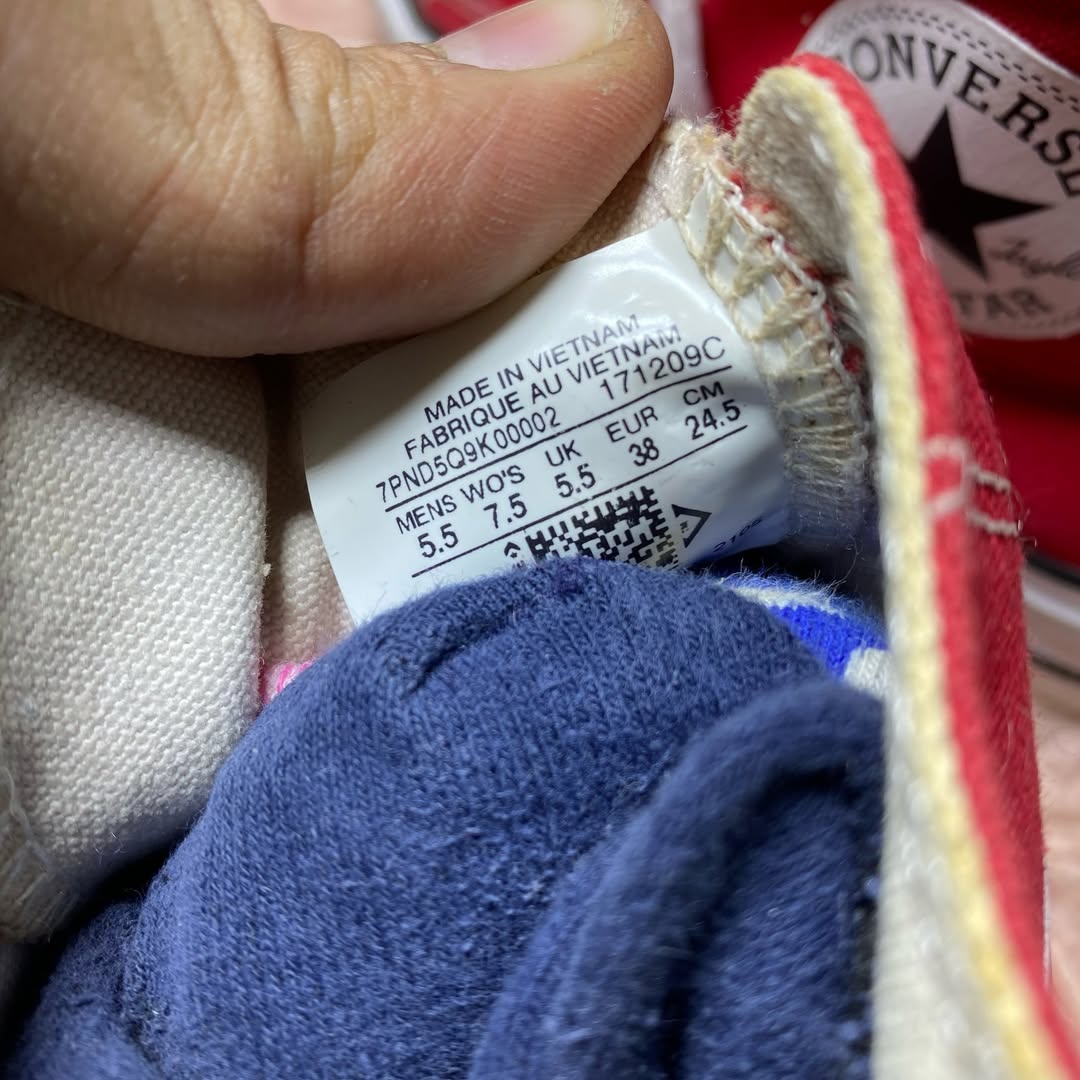 CONVERSE
STAR
MADE IN VIETNAM
FABRIQUE AU VIETNAM
7PND5Q9K00002 171209C
MENS WO'S UK EUR CM
5.5 7.5 5.5 38 24.5